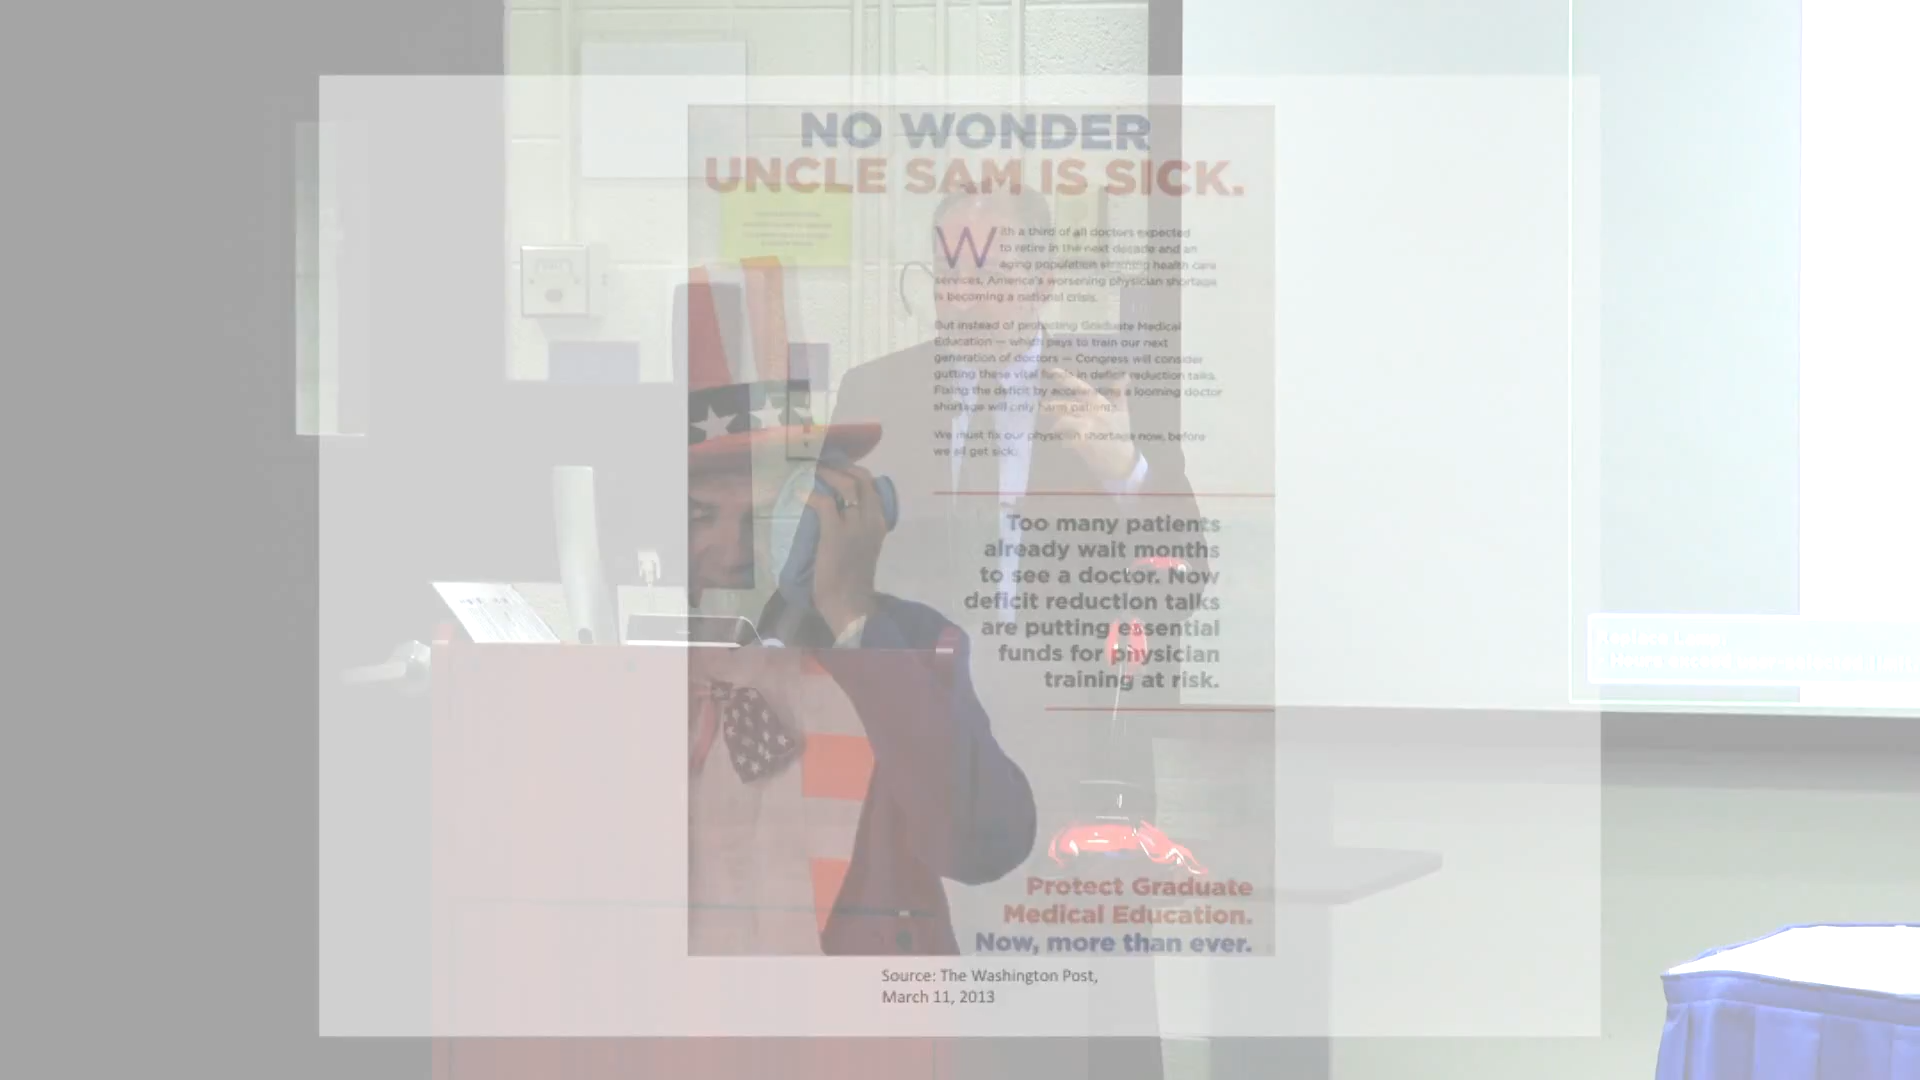 NO WONDER
UNCLE SAM IS SICK.
With a third of all doctors expected
to retire in the next decade and an
aging population straining health care
services, America's worsening physician shortage
is becoming a national crisis.
But instead of protecting Graduate Medical
Education — which pays to train our next
generation of doctors — Congress will consider
gutting these vital funds in deficit reduction talks.
Fixing the deficit by accelerating a looming doctor
shortage will only harm patients.
We must fix our physician shortage now, before
we all get sick.
Too many patients
already wait months
to see a doctor. Now
deficit reduction talks
are putting essential
funds for physician
training at risk.
Protect Graduate
Medical Education.
Now, more than ever.
Source: The Washington Post,
March 11, 2013